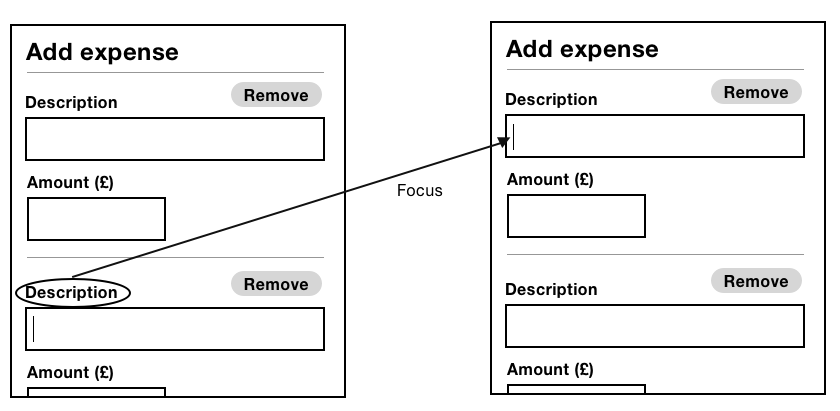 Add expense
Description
Remove
Amount (£)
Description
Remove
Amount (£)
Focus
Add expense
Description
Remove
Amount (£)
Description
Remove
Amount (£)